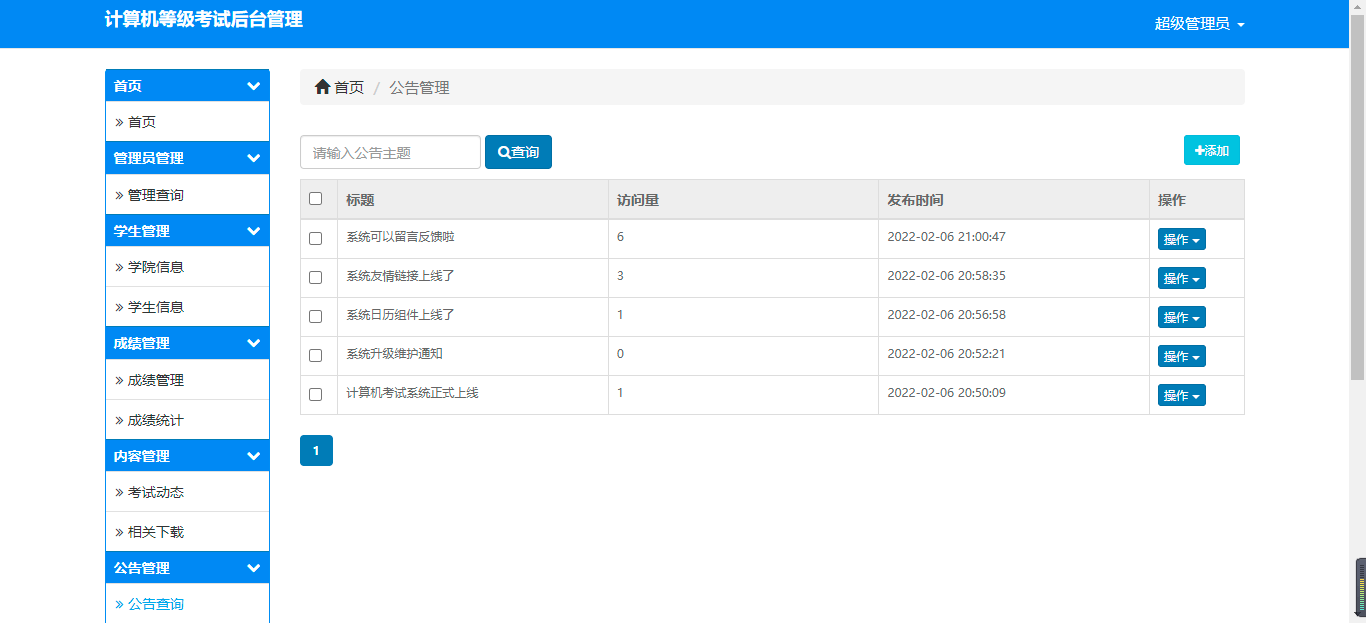 计算机等级考试后台管理
超级管理员
首页
» 首页
管理员管理
» 管理查询
学生管理
» 学院信息
» 学生信息
成绩管理
» 成绩管理
» 成绩统计
内容管理
» 考试动态
» 相关下载
公告管理
» 公告查询
首页 / 公告管理
请输入公告主题 查询 +添加
标题 访问量 发布时间 操作
系统可以留言反馈啦 6 2022-02-06 21:00:47 操作
系统友情链接上线了 3 2022-02-06 20:58:35 操作
系统日历组件上线了 1 2022-02-06 20:56:58 操作
系统升级维护通知 0 2022-02-06 20:52:21 操作
计算机考试系统正式上线 1 2022-02-06 20:50:09 操作
1